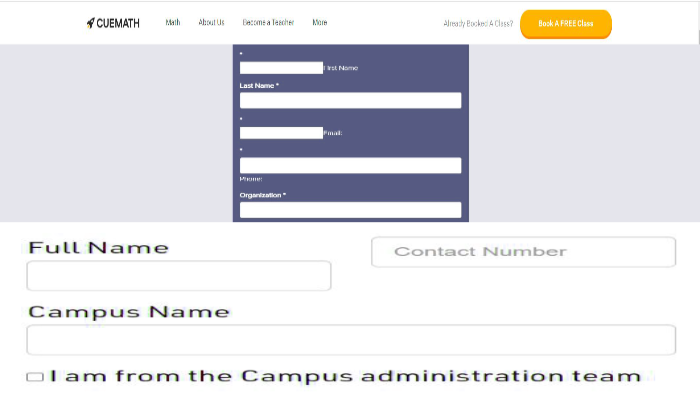 CUEMATH Math About Us Become a Teacher More Already Booked A Class? Book A FREE Class
*
First Name
Last Name *
*
Email:
*
Phone:
Organization *
Full Name
Contact Number
Campus Name
I am from the Campus administration team